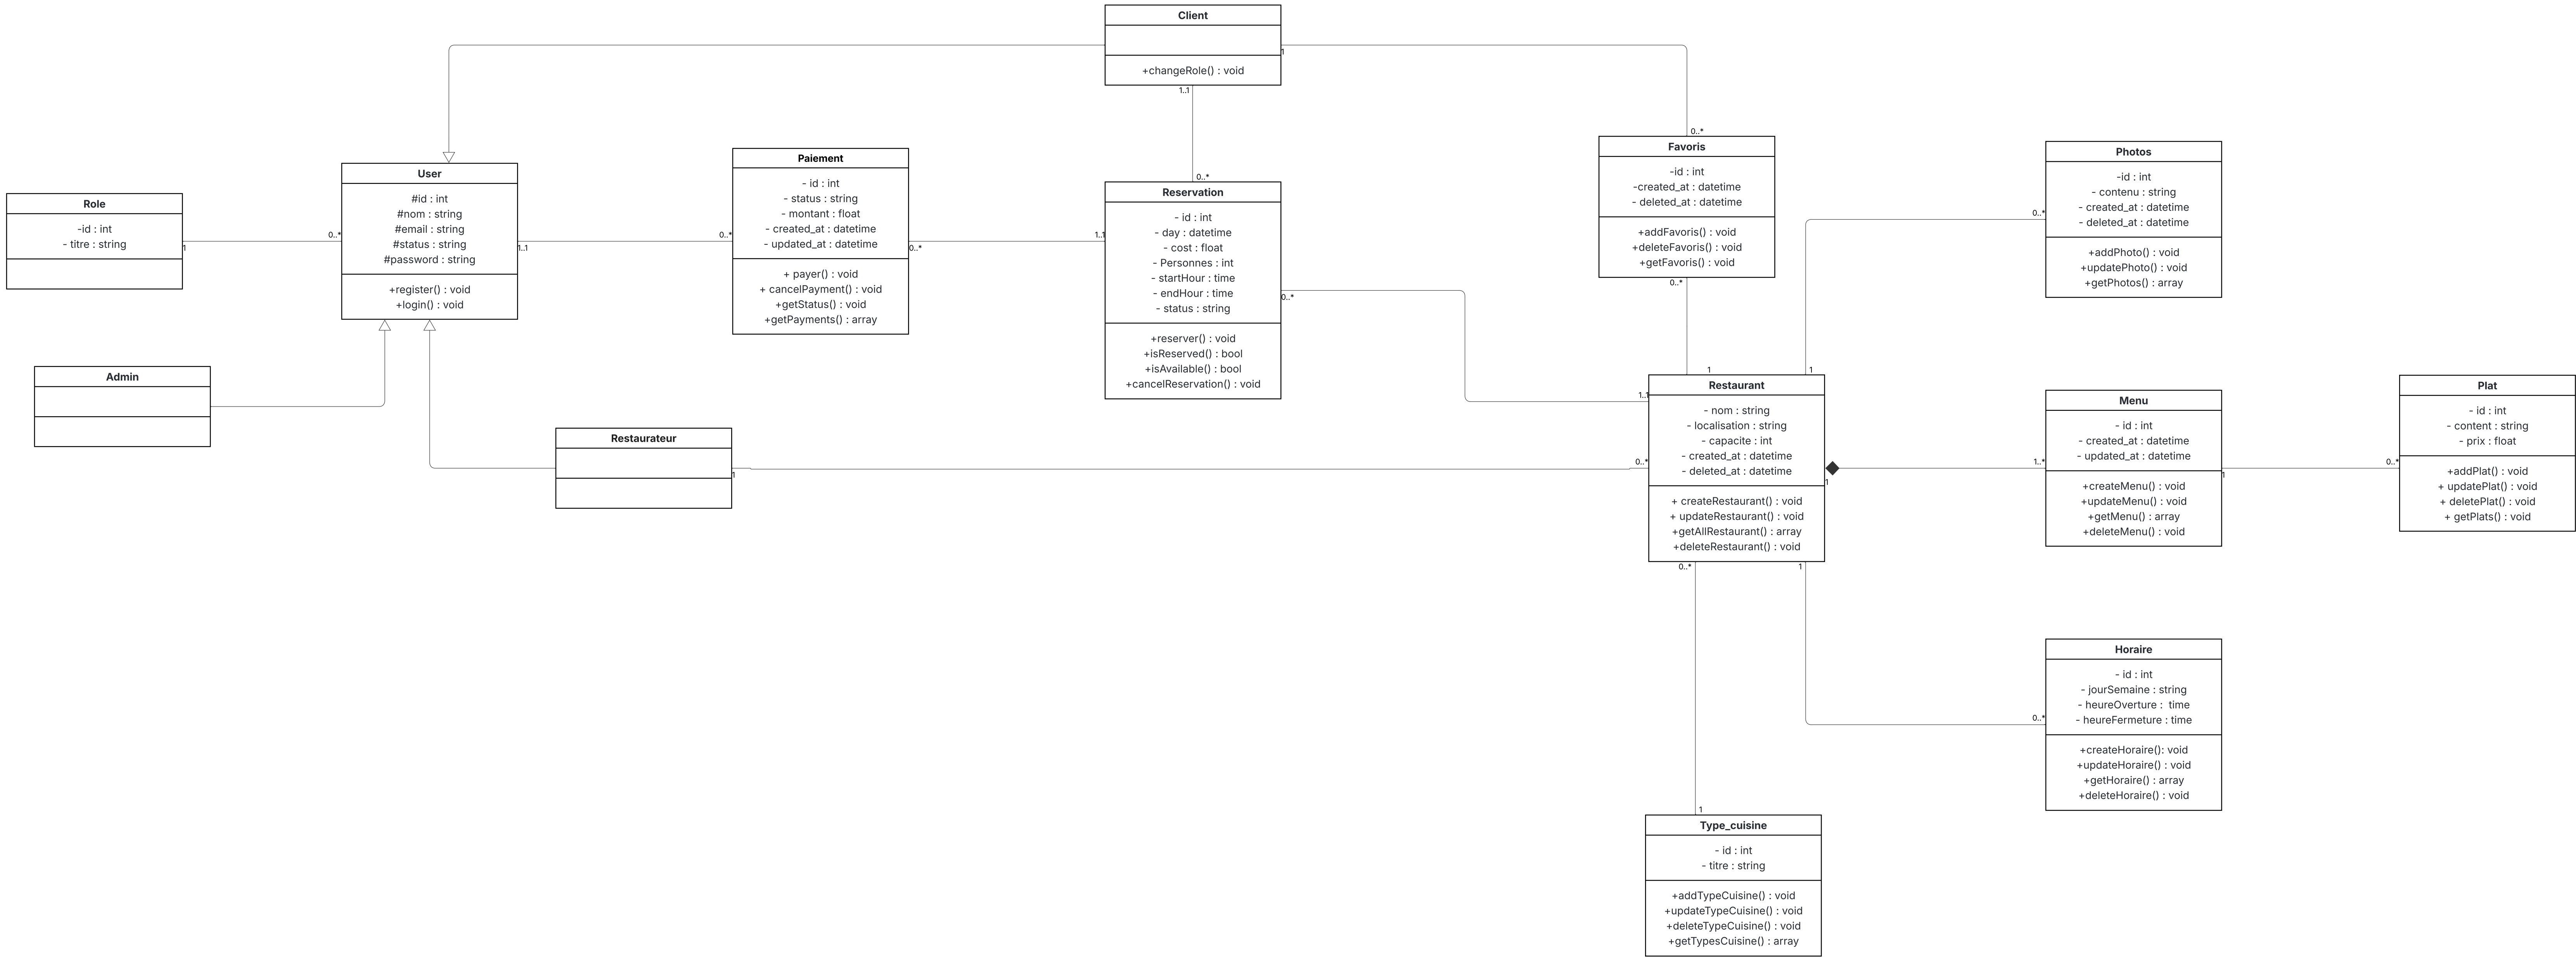 Client
+changeRole() : void
1
1..1
0..*
0..*
Role
-id : int
- titre : string
1
0..*
User
#id : int
#nom : string
#email : string
#status : string
#password : string
+register() : void
+login() : void
1..1
0..*
Paiement
- id : int
- status : string
- montant : float
- created_at : datetime
- updated_at : datetime
+ payer() : void
+ cancelPayment() : void
+getStatus() : void
+getPayments() : array
0..*
1..1
Reservation
- id : int
- day : datetime
- cost : float
- Personnes : int
- startHour : time
- endHour : time
- status : string
+reserver() : void
+isReserved() : bool
+isAvailable() : bool
+cancelReservation() : void
0..*
1..1
Favoris
-id : int
-created_at : datetime
- deleted_at : datetime
+addFavoris() : void
+deleteFavoris() : void
+getFavoris() : void
0..*
1
Photos
-id : int
- contenu : string
- created_at : datetime
- deleted_at : datetime
+addPhoto() : void
+updatePhoto() : void
+getPhotos() : array
0..*
1
Admin
Restaurateur
1
0..*
Restaurant
- nom : string
- localisation : string
- capacite : int
- created_at : datetime
- deleted_at : datetime
+ createRestaurant() : void
+ updateRestaurant() : void
+getAllRestaurant() : array
+deleteRestaurant() : void
1
1..*
Menu
- id : int
- created_at : datetime
- updated_at : datetime
+createMenu() : void
+updateMenu() : void
+getMenu() : array
+deleteMenu() : void
1
0..*
Plat
- id : int
- content : string
- prix : float
+addPlat() : void
+ updatePlat() : void
+ deletePlat() : void
+ getPlats() : void
0..*
1
0..*
Horaire
- id : int
- jourSemaine : string
- heureOverture : time
- heureFermeture : time
+createHoraire(): void
+updateHoraire() : void
+getHoraire() : array
+deleteHoraire() : void
1
Type_cuisine
- id : int
- titre : string
+addTypeCuisine() : void
+updateTypeCuisine() : void
+deleteTypeCuisine() : void
+getTypesCuisine() : array